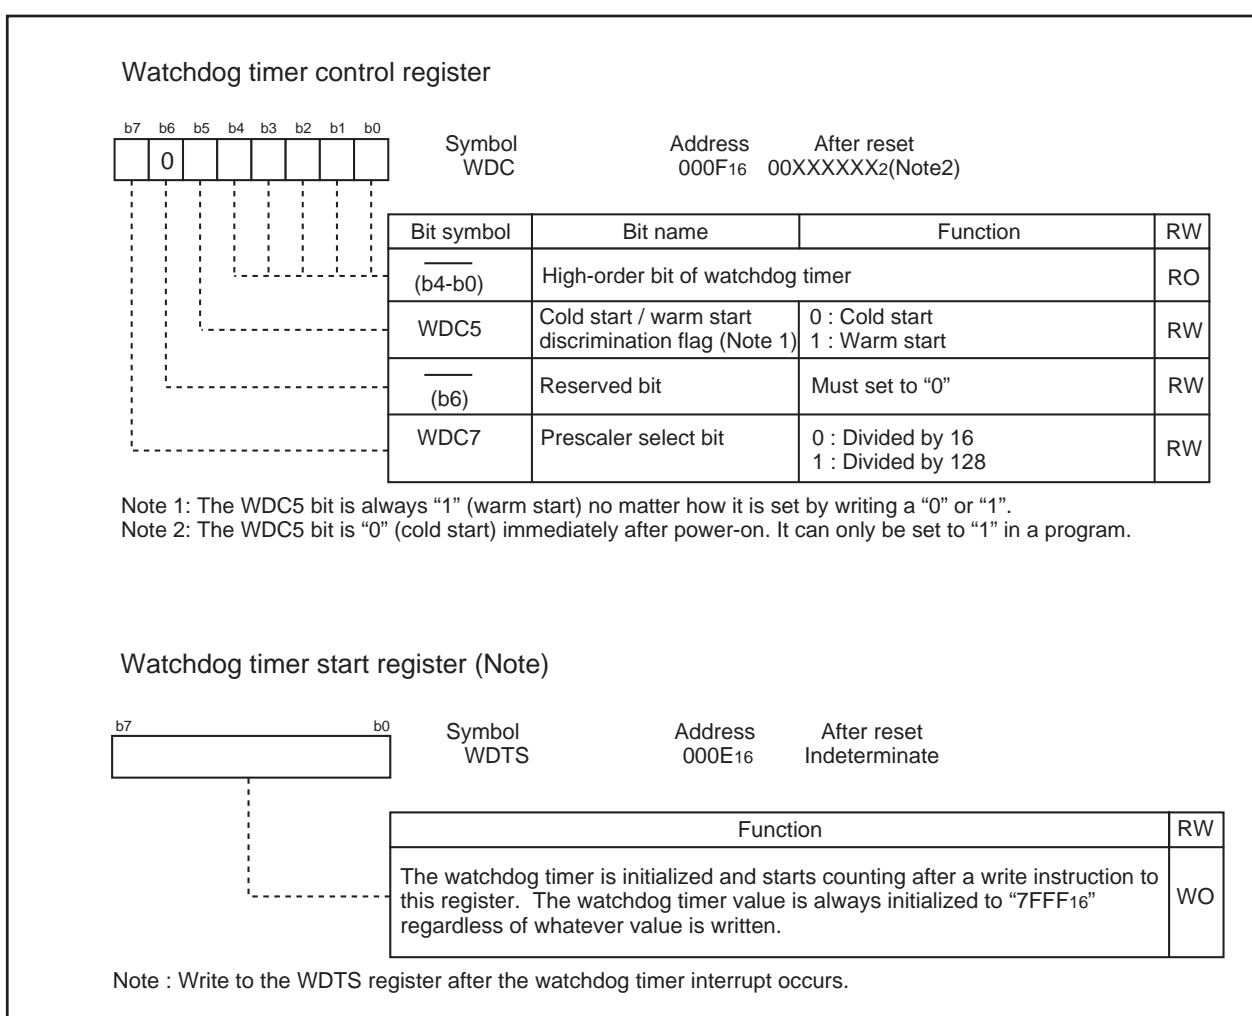 Watchdog timer control register
b7 b6 b5 b4 b3 b2 b1 b0
0
Symbol Address After reset
WDC 000F16 00XXXXXX2(Note2)
Bit symbol Bit name Function RW
(b4-b0) High-order bit of watchdog timer RO
WDC5 Cold start / warm start 0 : Cold start RW
discrimination flag (Note 1) 1 : Warm start
(b6) Reserved bit Must set to “0” RW
WDC7 Prescaler select bit 0 : Divided by 16 RW
1 : Divided by 128
Note 1: The WDC5 bit is always “1” (warm start) no matter how it is set by writing a “0” or “1”.
Note 2: The WDC5 bit is “0” (cold start) immediately after power-on. It can only be set to “1” in a program.
Watchdog timer start register (Note)
b7 b0
Symbol Address After reset
WDTS 000E16 Indeterminate
Function RW
The watchdog timer is initialized and starts counting after a write instruction to
this register. The watchdog timer value is always initialized to “7FFF16” WO
regardless of whatever value is written.
Note : Write to the WDTS register after the watchdog timer interrupt occurs.